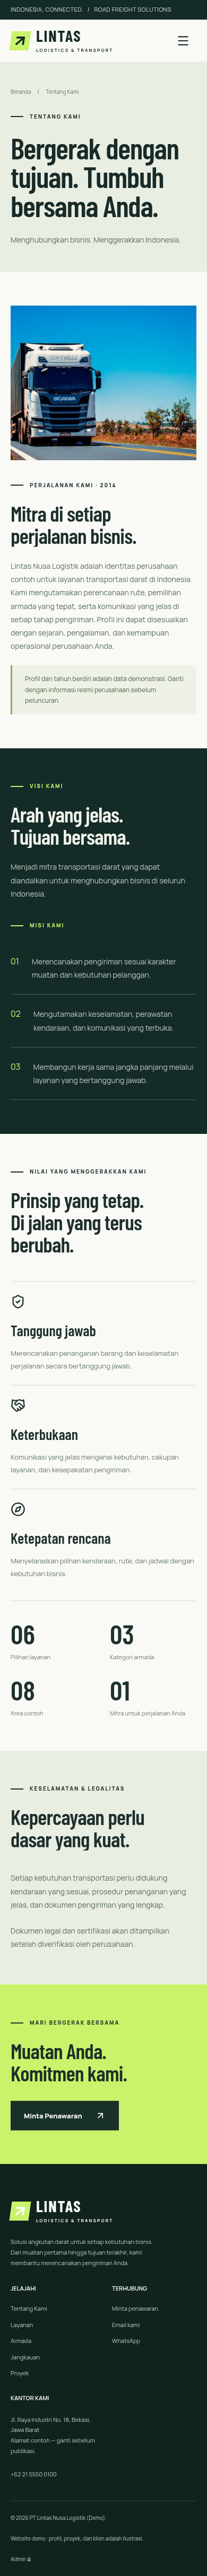 INDONESIA, CONNECTED. / ROAD FREIGHT SOLUTIONS
LINTAS
LOGISTICS & TRANSPORT
Beranda / Tentang Kami
TENTANG KAMI
Bergerak dengan
tujuan. Tumbuh
bersama Anda.
Menghubungkan bisnis. Menggerakkan Indonesia.
SCANIA
PERJALANAN KAMI · 2014
Mitra di setiap
perjalanan bisnis.
Lintas Nusa Logistik adalah identitas perusahaan
contoh untuk layanan transportasi darat di Indonesia.
Kami mengutamakan perencanaan rute, pemilihan
armada yang tepat, serta komunikasi yang jelas di
setiap tahap pengiriman. Profil ini dapat disesuaikan
dengan sejarah, pengalaman, dan kemampuan
operasional perusahaan Anda.
Profil dan tahun berdiri adalah data demonstrasi. Ganti
dengan informasi resmi perusahaan sebelum
peluncuran.
VISI KAMI
Arah yang jelas.
Tujuan bersama.
Menjadi mitra transportasi darat yang dapat
diandalkan untuk menghubungkan bisnis di seluruh
Indonesia.
MISI KAMI
01 Merencanakan pengiriman sesuai karakter
muatan dan kebutuhan pelanggan.
02 Mengutamakan keselamatan, perawatan
kendaraan, dan komunikasi yang terbuka.
03 Membangun kerja sama jangka panjang melalui
layanan yang bertanggung jawab.
NILAI YANG MENGGERAKKAN KAMI
Prinsip yang tetap.
Di jalan yang terus
berubah.
Tanggung jawab
Merencanakan penanganan barang dan keselamatan
perjalanan secara bertanggung jawab.
Keterbukaan
Komunikasi yang jelas mengenai kebutuhan, cakupan
layanan, dan kesepakatan pengiriman.
Ketepatan rencana
Menyelaraskan pilihan kendaraan, rute, dan jadwal dengan
kebutuhan bisnis.
06 03
Pilihan layanan Kategori armada
08 01
Area contoh Mitra untuk perjalanan Anda
KESELAMATAN & LEGALITAS
Kepercayaan perlu
dasar yang kuat.
Setiap kebutuhan transportasi perlu didukung
kendaraan yang sesuai, prosedur penanganan yang
jelas, dan dokumen pengiriman yang lengkap.
Dokumen legal dan sertifikasi akan ditampilkan
setelah diverifikasi oleh perusahaan.
MARI BERGERAK BERSAMA
Muatan Anda.
Komitmen kami.
Minta Penawaran
LINTAS
LOGISTICS & TRANSPORT
Solusi angkutan darat untuk setiap kebutuhan bisnis.
Dari muatan pertama hingga tujuan terakhir, kami
membantu merencanakan pengiriman Anda.
JELAJAHI
Tentang Kami
Layanan
Armada
Jangkauan
Proyek
TERHUBUNG
Minta penawaran
Email kami
WhatsApp
KANTOR KAMI
Jl. Raya Industri No. 18, Bekasi,
Jawa Barat
Alamat contoh — ganti sebelum
publikasi.
+62 21 5550 0100
© 2026 PT Lintas Nusa Logistik (Demo).
Website demo · profil, proyek, dan klien adalah ilustrasi.
Admin